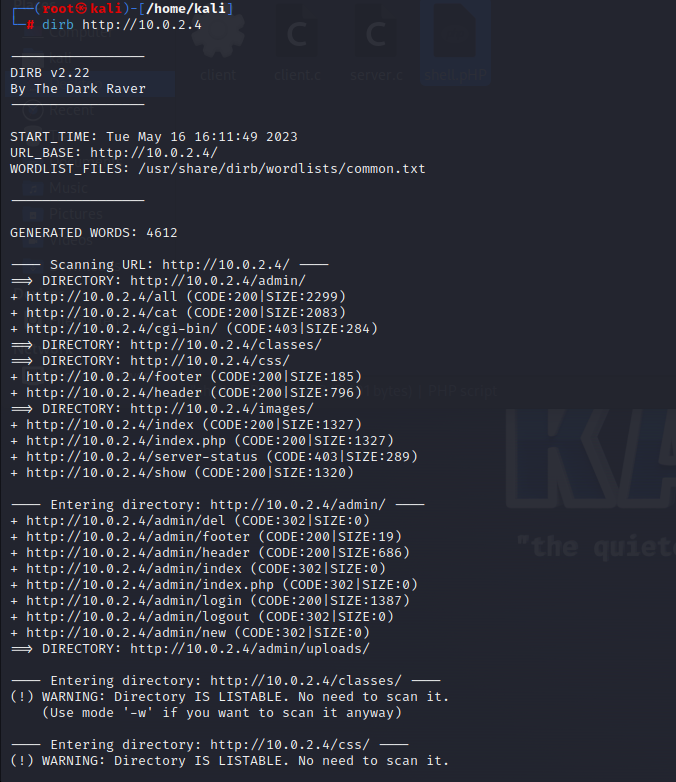 ┌──(root㉿kali)-[/home/kali]
└─# dirb http://10.0.2.4
-----------------
DIRB v2.22
By The Dark Raver
-----------------
START_TIME: Tue May 16 16:11:49 2023
URL_BASE: http://10.0.2.4/
WORDLIST_FILES: /usr/share/dirb/wordlists/common.txt
-----------------
GENERATED WORDS: 4612
---- Scanning URL: http://10.0.2.4/ ----
==> DIRECTORY: http://10.0.2.4/admin/
+ http://10.0.2.4/all (CODE:200|SIZE:2299)
+ http://10.0.2.4/cat (CODE:200|SIZE:2083)
+ http://10.0.2.4/cgi-bin/ (CODE:403|SIZE:284)
==> DIRECTORY: http://10.0.2.4/classes/
==> DIRECTORY: http://10.0.2.4/css/
+ http://10.0.2.4/footer (CODE:200|SIZE:185)
+ http://10.0.2.4/header (CODE:200|SIZE:796)
==> DIRECTORY: http://10.0.2.4/images/
+ http://10.0.2.4/index (CODE:200|SIZE:1327)
+ http://10.0.2.4/index.php (CODE:200|SIZE:1327)
+ http://10.0.2.4/server-status (CODE:403|SIZE:289)
+ http://10.0.2.4/show (CODE:200|SIZE:1320)
---- Entering directory: http://10.0.2.4/admin/ ----
+ http://10.0.2.4/admin/del (CODE:302|SIZE:0)
+ http://10.0.2.4/admin/footer (CODE:200|SIZE:19)
+ http://10.0.2.4/admin/header (CODE:200|SIZE:686)
+ http://10.0.2.4/admin/index (CODE:302|SIZE:0)
+ http://10.0.2.4/admin/index.php (CODE:302|SIZE:0)
+ http://10.0.2.4/admin/login (CODE:200|SIZE:1387)
+ http://10.0.2.4/admin/logout (CODE:302|SIZE:0)
+ http://10.0.2.4/admin/new (CODE:302|SIZE:0)
==> DIRECTORY: http://10.0.2.4/admin/uploads/
---- Entering directory: http://10.0.2.4/classes/ ----
(!) WARNING: Directory IS LISTABLE. No need to scan it.
(Use mode '-w' if you want to scan it anyway)
---- Entering directory: http://10.0.2.4/css/ ----
(!) WARNING: Directory IS LISTABLE. No need to scan it.
client
client.c
server.c
Music
Pictures
KA
"the quiet